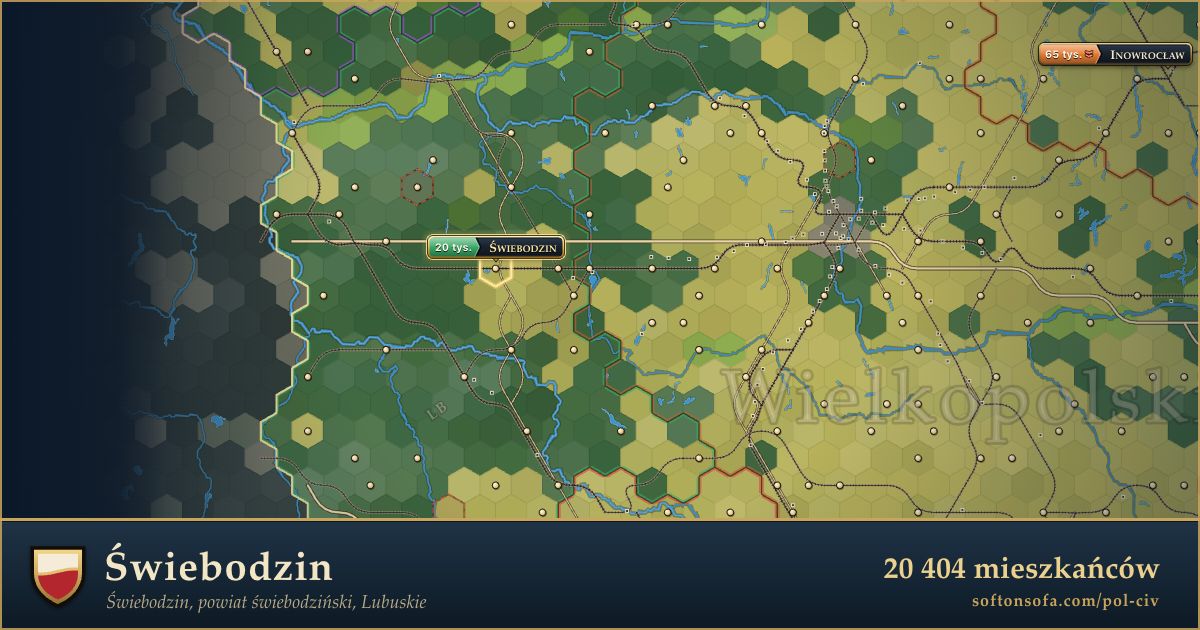 65 tys. INOWROCŁAW
20 tys. ŚWIEBODZIN
Wielkopolsk
LB
Świebodzin
Świebodzin, powiat świebodziński, Lubuskie
20 404 mieszkańców
softonsofa.com/pol-civ